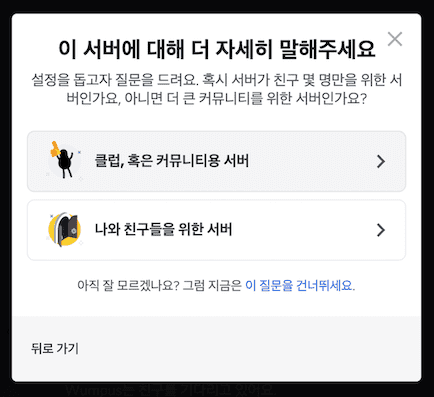 이 서버에 대해 더 자세히 말해주세요
설정을 돕고자 질문을 드려요. 혹시 서버가 친구 몇 명만을 위한 서
버인가요, 아니면 더 큰 커뮤니티를 위한 서버인가요?
클럽, 혹은 커뮤니티용 서버
나와 친구들을 위한 서버
아직 잘 모르겠나요? 그럼 지금은 이 질문을 건너뛰세요.
뒤로 가기